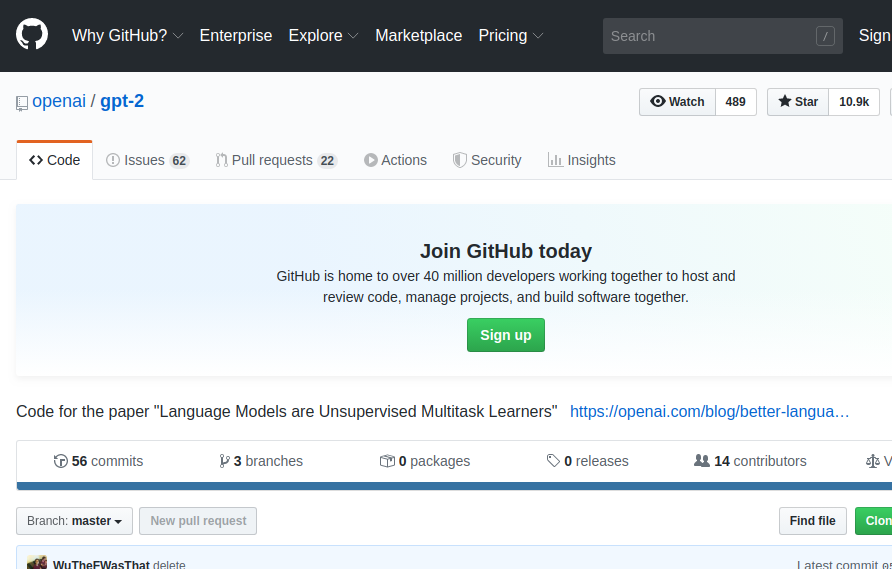 Why GitHub? Enterprise Explore Marketplace Pricing Search / Sign
openai / gpt-2 Watch 489 Star 10.9k
Code Issues 62 Pull requests 22 Actions Security Insights
Join GitHub today
GitHub is home to over 40 million developers working together to host and
review code, manage projects, and build software together.
Sign up
Code for the paper "Language Models are Unsupervised Multitask Learners" https://openai.com/blog/better-langua…
56 commits 3 branches 0 packages 0 releases 14 contributors V
Branch: master New pull request Find file Clon
WuTheFWasThat delete Latest commit